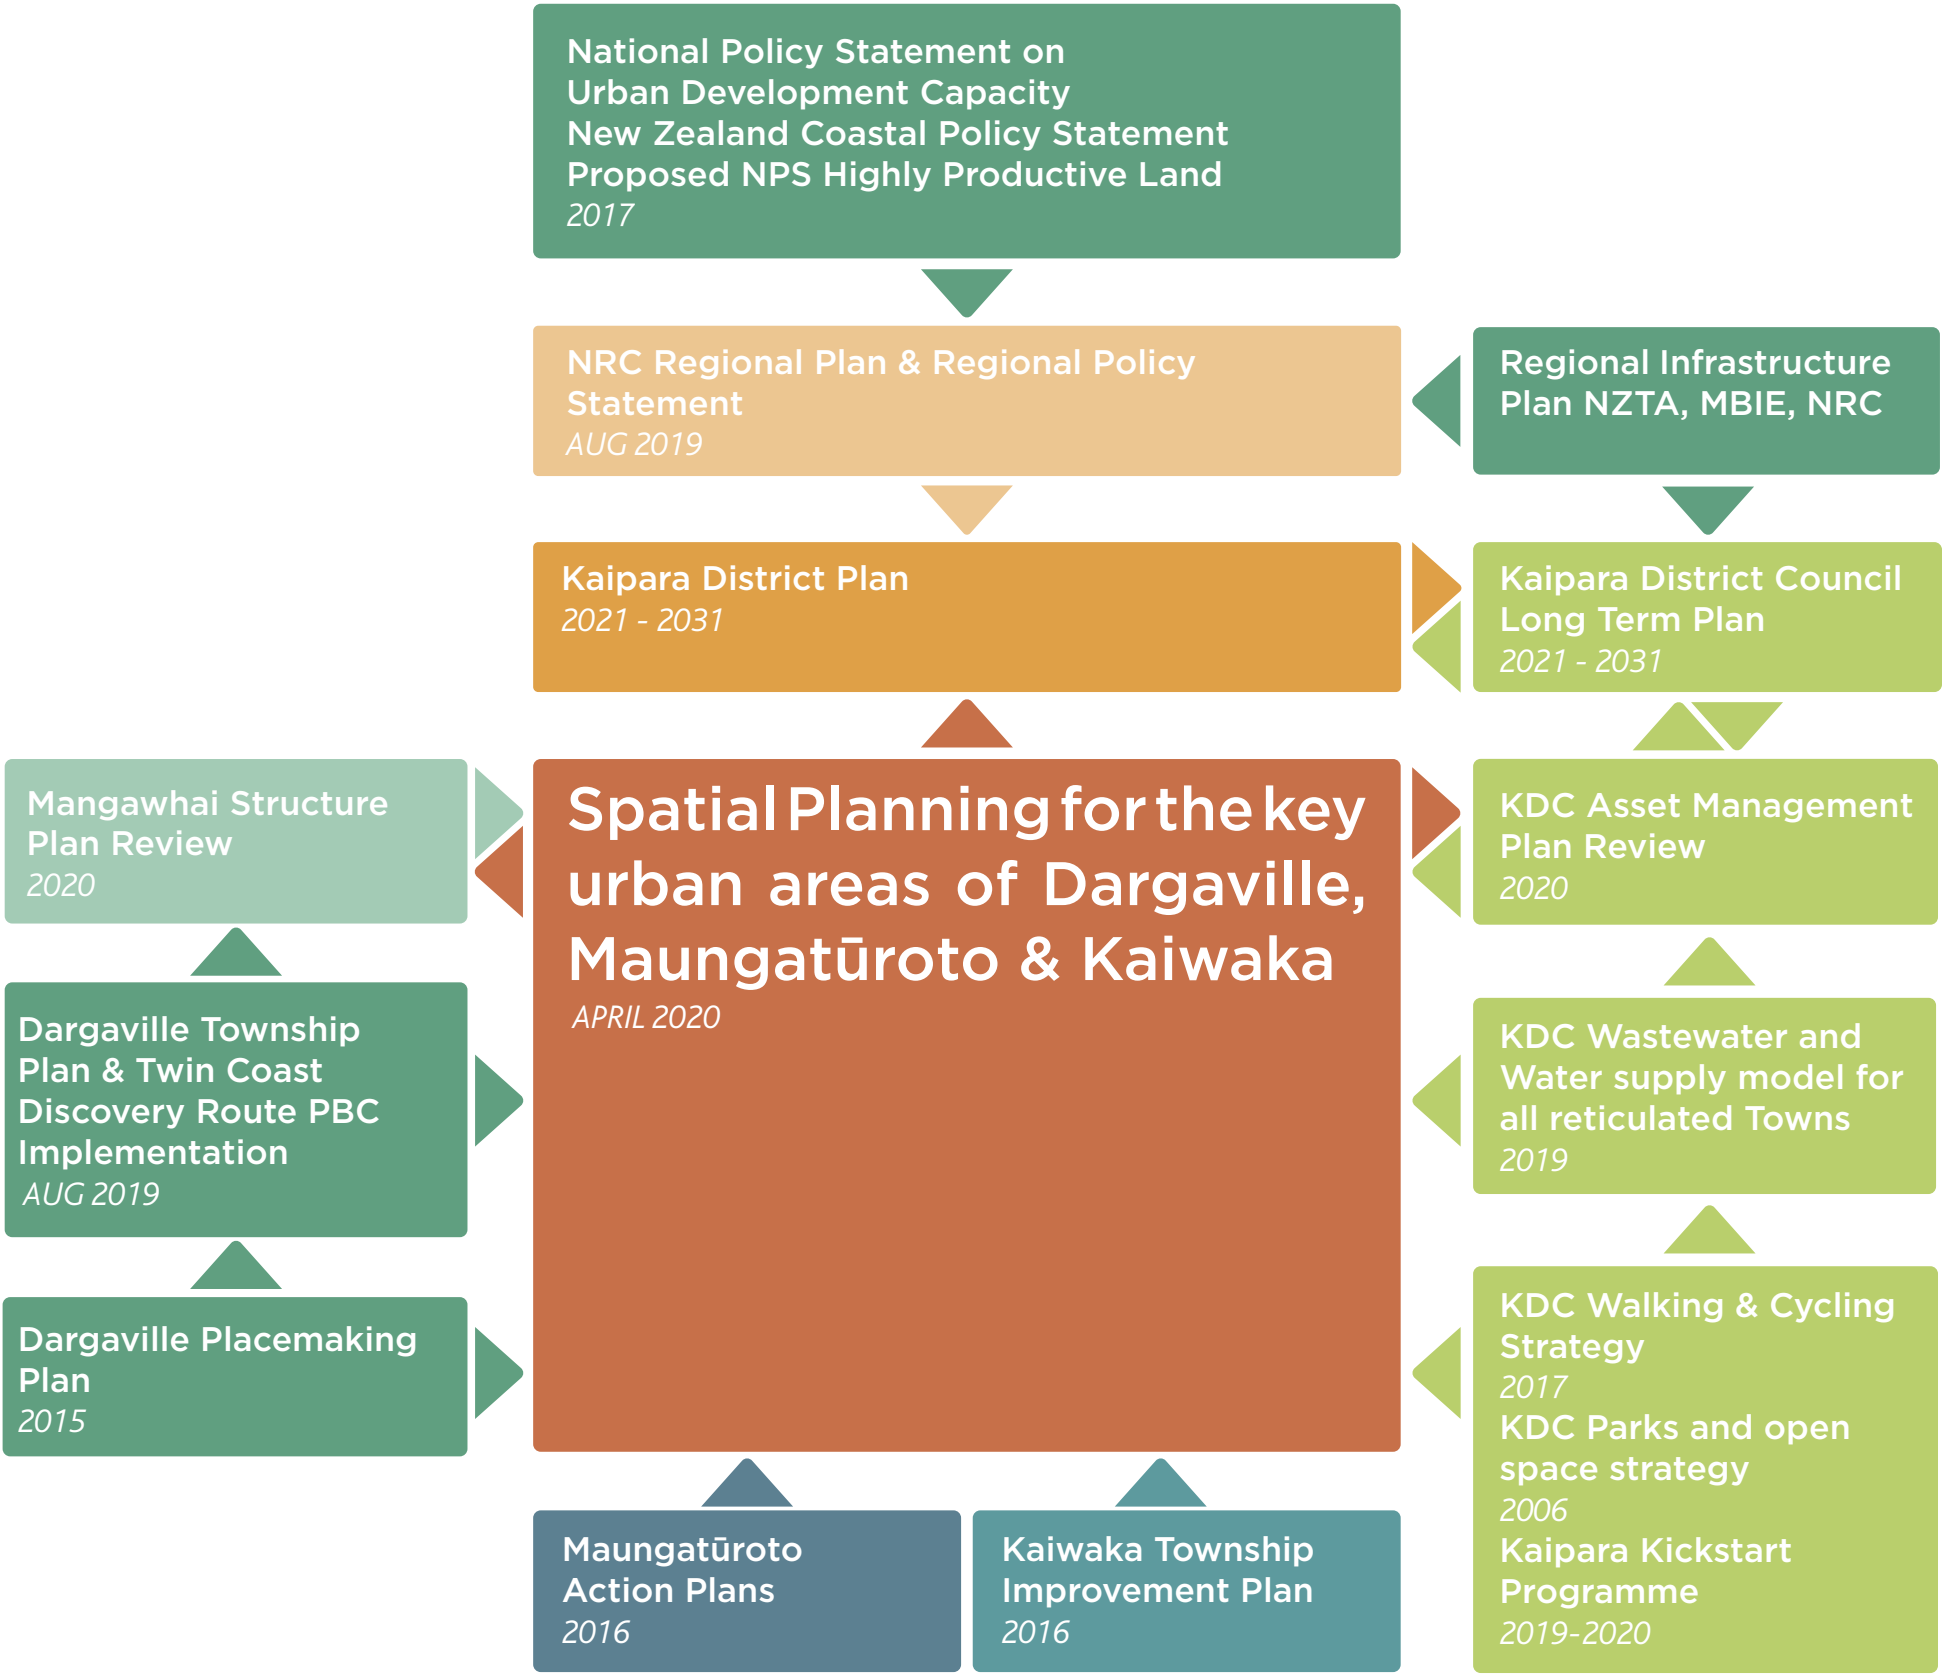 National Policy Statement on
Urban Development Capacity
New Zealand Coastal Policy Statement
Proposed NPS Highly Productive Land
2017
NRC Regional Plan & Regional Policy
Statement
AUG 2019
Regional Infrastructure
Plan NZTA, MBIE, NRC
Kaipara District Plan
2021 - 2031
Kaipara District Council
Long Term Plan
2021 - 2031
Mangawhai Structure
Plan Review
2020
Spatial Planning for the key
urban areas of Dargaville,
Maungatūroto & Kaiwaka
APRIL 2020
KDC Asset Management
Plan Review
2020
Dargaville Township
Plan & Twin Coast
Discovery Route PBC
Implementation
AUG 2019
KDC Wastewater and
Water supply model for
all reticulated Towns
2019
Dargaville Placemaking
Plan
2015
KDC Walking & Cycling
Strategy
2017
KDC Parks and open
space strategy
2006
Kaipara Kickstart
Programme
2019-2020
Maungatūroto
Action Plans
2016
Kaiwaka Township
Improvement Plan
2016